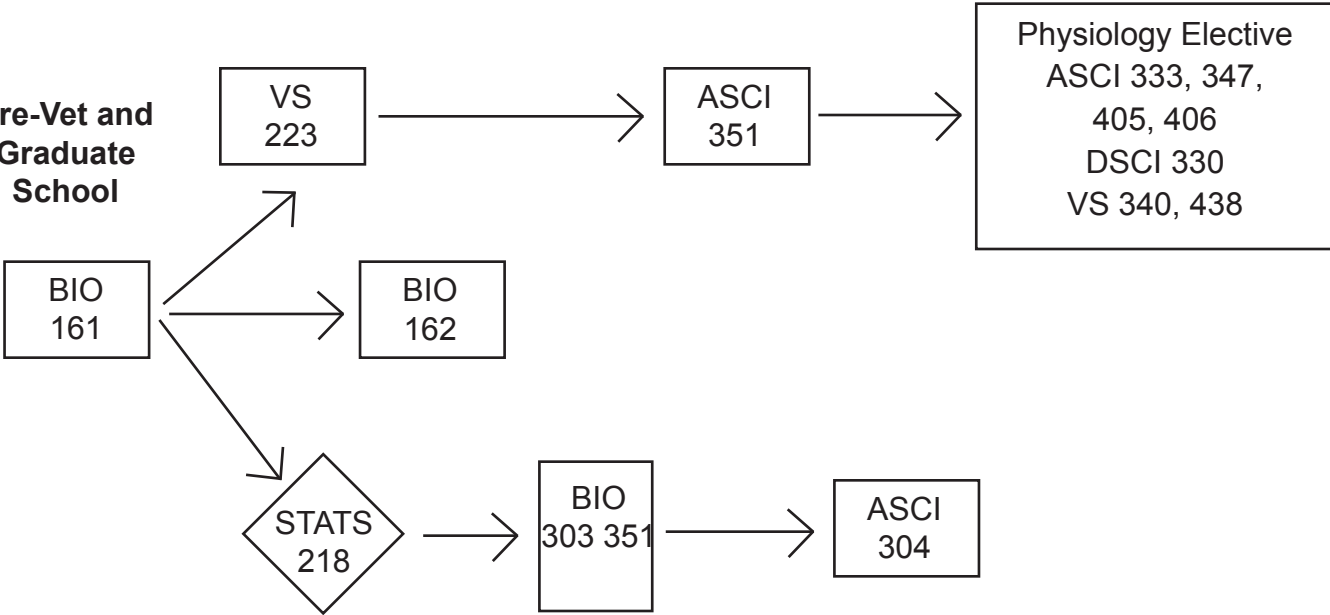 re-Vet and
Graduate
School
VS
223
ASCI
351
Physiology Elective
ASCI 333, 347,
405, 406
DSCI 330
VS 340, 438
BIO
161
BIO
162
STATS
218
BIO
303 351
ASCI
304